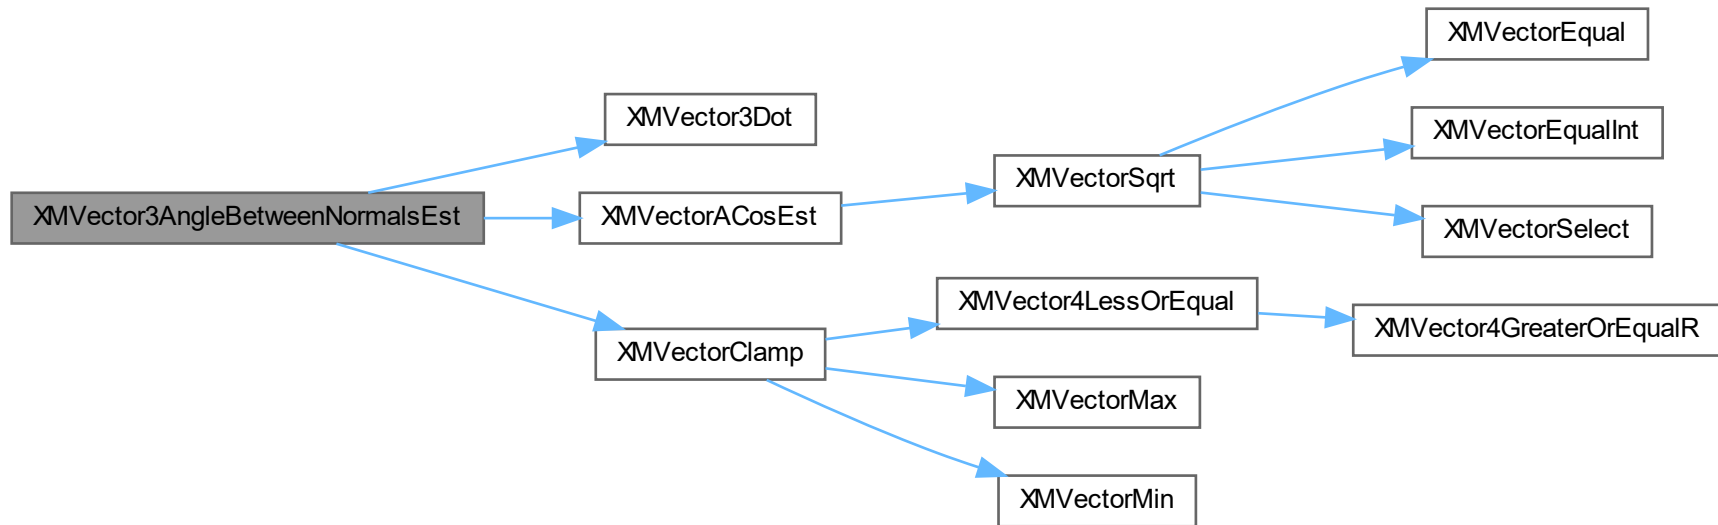 XMVectorEqual
XMVector3Dot
XMVectorEqualInt
XMVectorSqrt
XMVector3AngleBetweenNormalsEst
XMVectorACosEst
XMVectorSelect
XMVector4LessOrEqual
XMVector4GreaterOrEqualR
XMVectorClamp
XMVectorMax
XMVectorMin